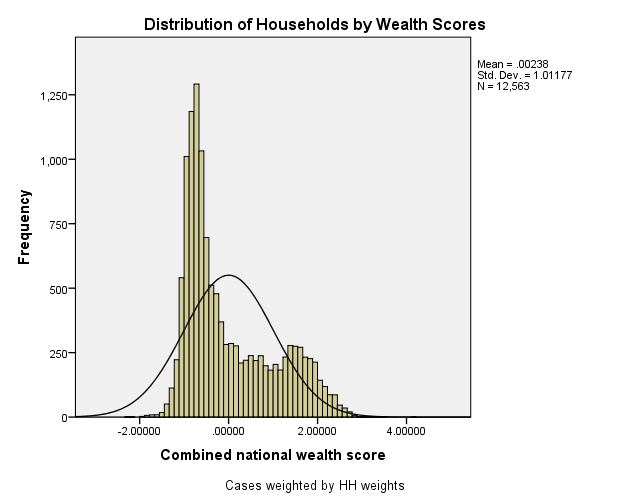 Distribution of Households by Wealth Scores
Mean = .00238
Std. Dev. = 1.01177
N = 12,563
1,250
1,000
750
500
250
0
Frequency
-2.00000 .00000 2.00000 4.00000
Combined national wealth score
Cases weighted by HH weights